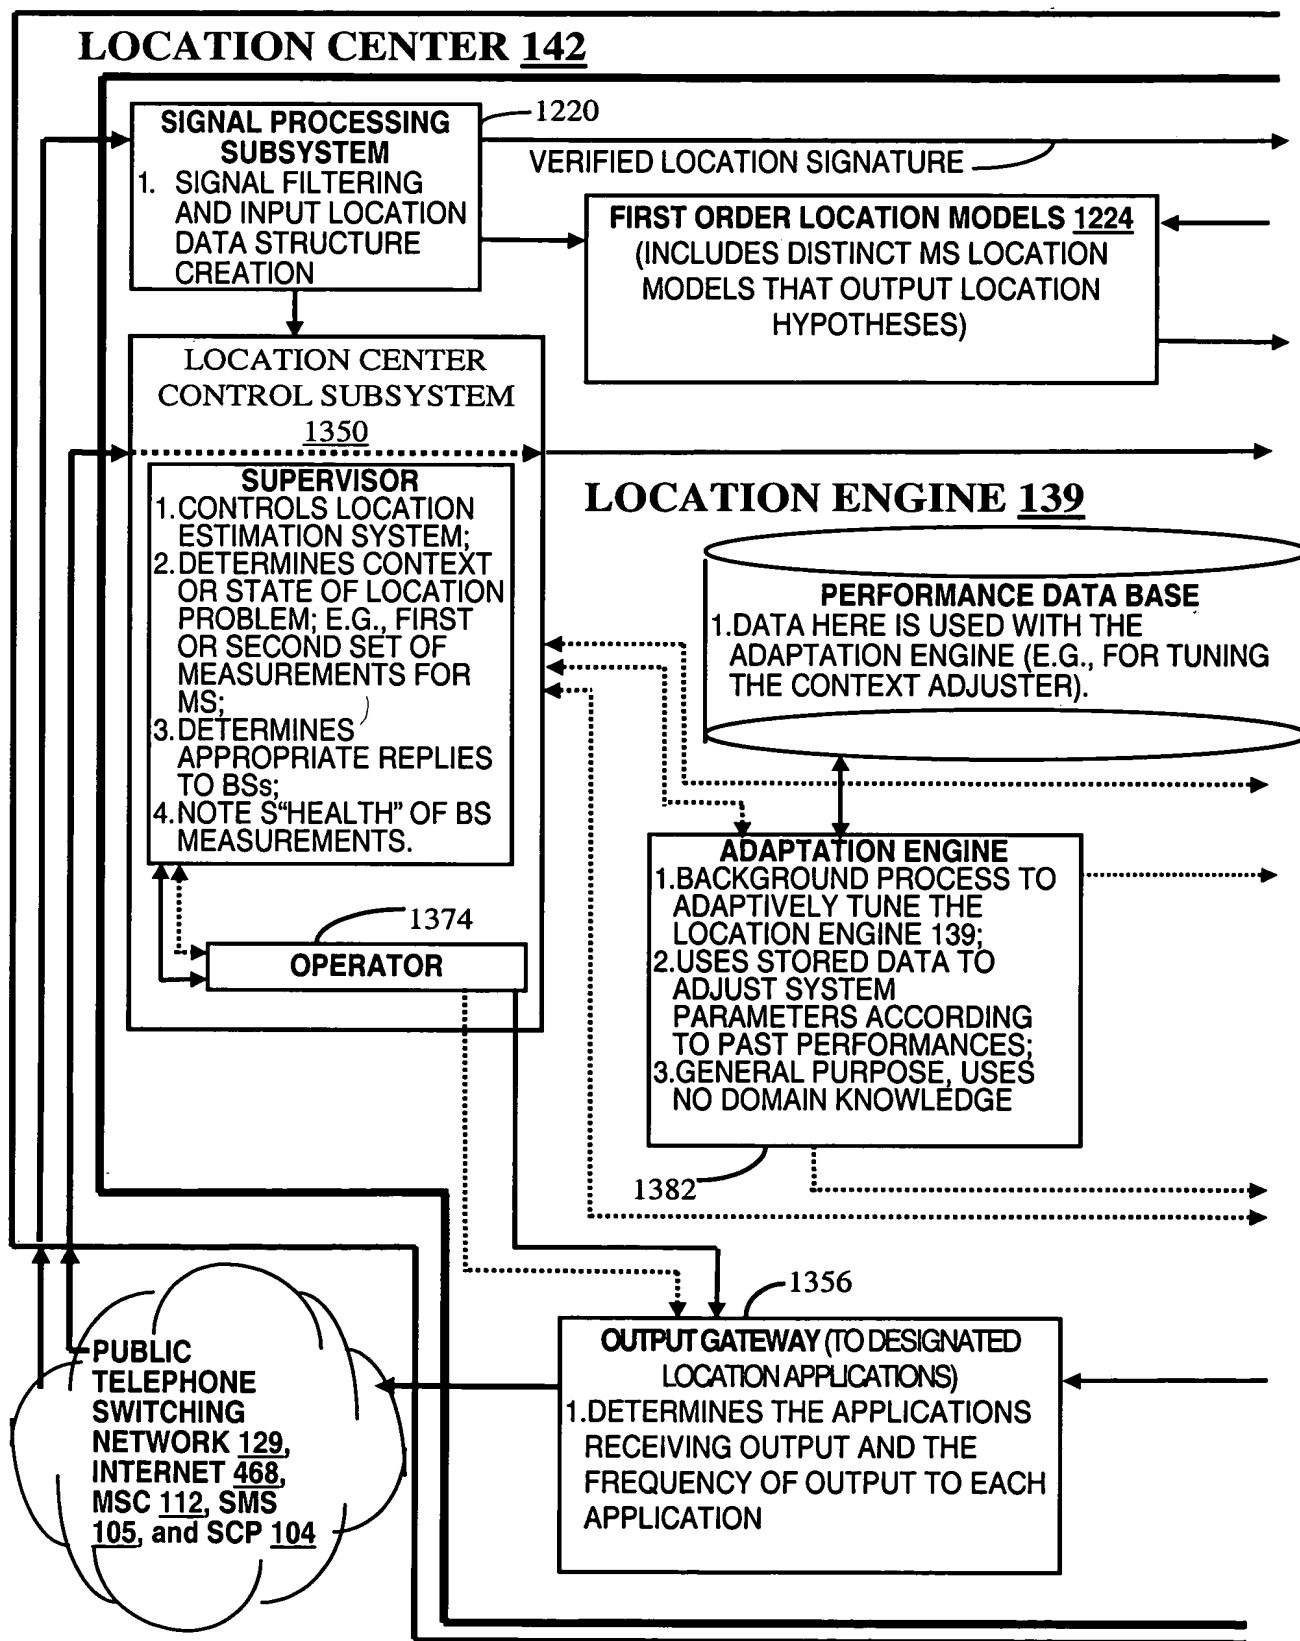 LOCATION CENTER 142
SIGNAL PROCESSING
SUBSYSTEM
1. SIGNAL FILTERING
AND INPUT LOCATION
DATA STRUCTURE
CREATION
1220
VERIFIED LOCATION SIGNATURE
FIRST ORDER LOCATION MODELS 1224
(INCLUDES DISTINCT MS LOCATION
MODELS THAT OUTPUT LOCATION
HYPOTHESES)
LOCATION CENTER
CONTROL SUBSYSTEM
1350
SUPERVISOR
1.CONTROLS LOCATION
ESTIMATION SYSTEM;
2.DETERMINES CONTEXT
OR STATE OF LOCATION
PROBLEM; E.G., FIRST
OR SECOND SET OF
MEASUREMENTS FOR
MS;
3.DETERMINES
APPROPRIATE REPLIES
TO BSs;
4.NOTE S“HEALTH” OF BS
MEASUREMENTS.
1374
OPERATOR
LOCATION ENGINE 139
PERFORMANCE DATA BASE
1.DATA HERE IS USED WITH THE
ADAPTATION ENGINE (E.G., FOR TUNING
THE CONTEXT ADJUSTER).
ADAPTATION ENGINE
1.BACKGROUND PROCESS TO
ADAPTIVELY TUNE THE
LOCATION ENGINE 139;
2.USES STORED DATA TO
ADJUST SYSTEM
PARAMETERS ACCORDING
TO PAST PERFORMANCES;
3.GENERAL PURPOSE, USES
NO DOMAIN KNOWLEDGE
1382
1356
OUTPUT GATEWAY (TO DESIGNATED
LOCATION APPLICATIONS)
1.DETERMINES THE APPLICATIONS
RECEIVING OUTPUT AND THE
FREQUENCY OF OUTPUT TO EACH
APPLICATION
PUBLIC
TELEPHONE
SWITCHING
NETWORK 129,
INTERNET 468,
MSC 112, SMS
105, and SCP 104